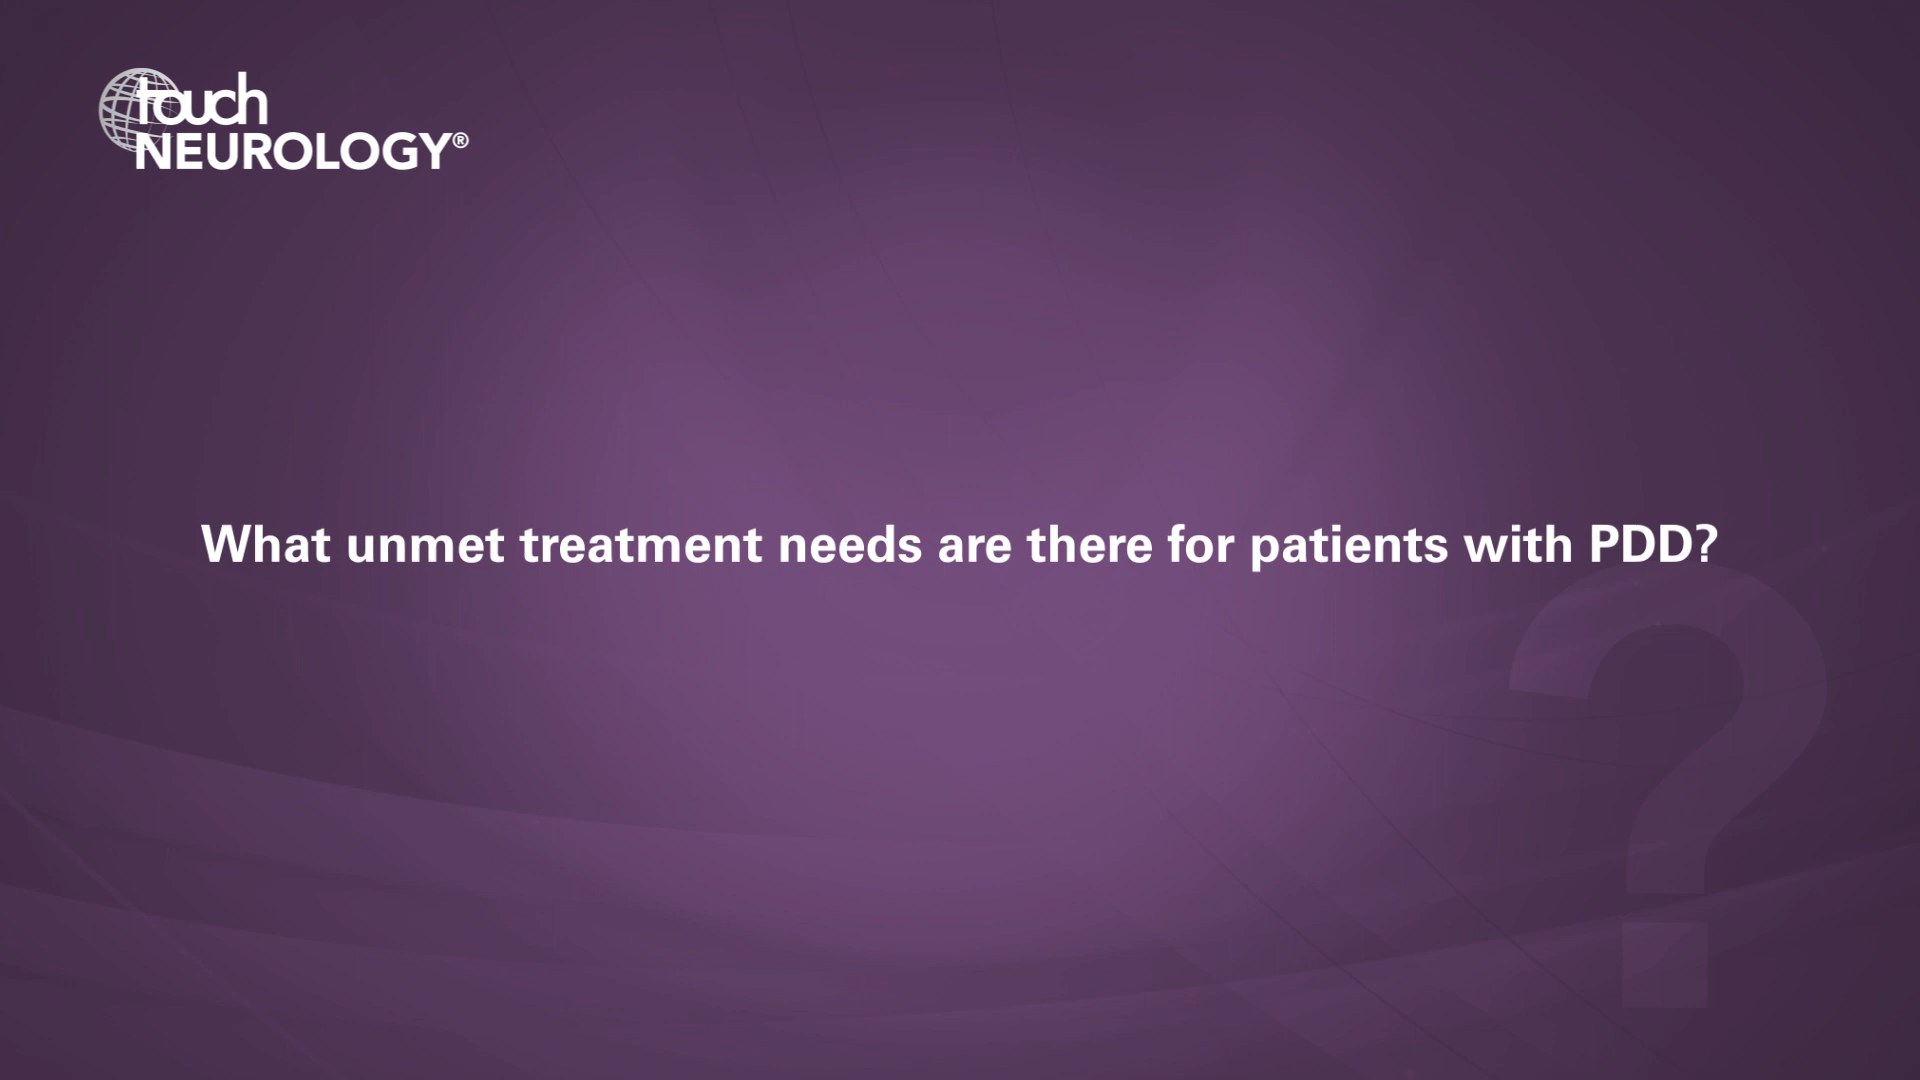 touch
NEUROLOGY®
What unmet treatment needs are there for patients with PDD?
?